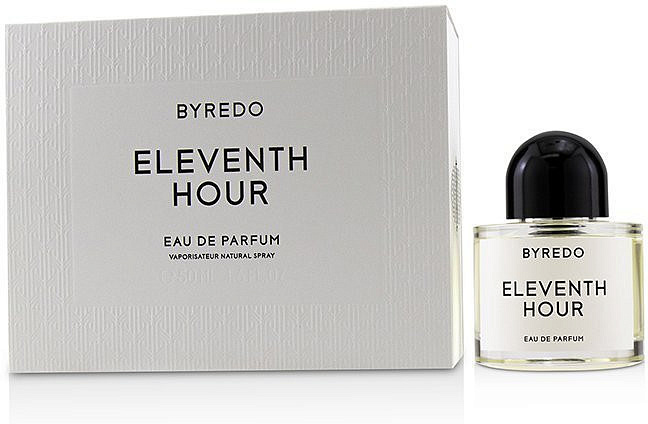 BYREDO
ELEVENTH
HOUR
EAU DE PARFUM
VAPORISATEUR NATURAL SPRAY
BYREDO
ELEVENTH
HOUR
EAU DE PARFUM